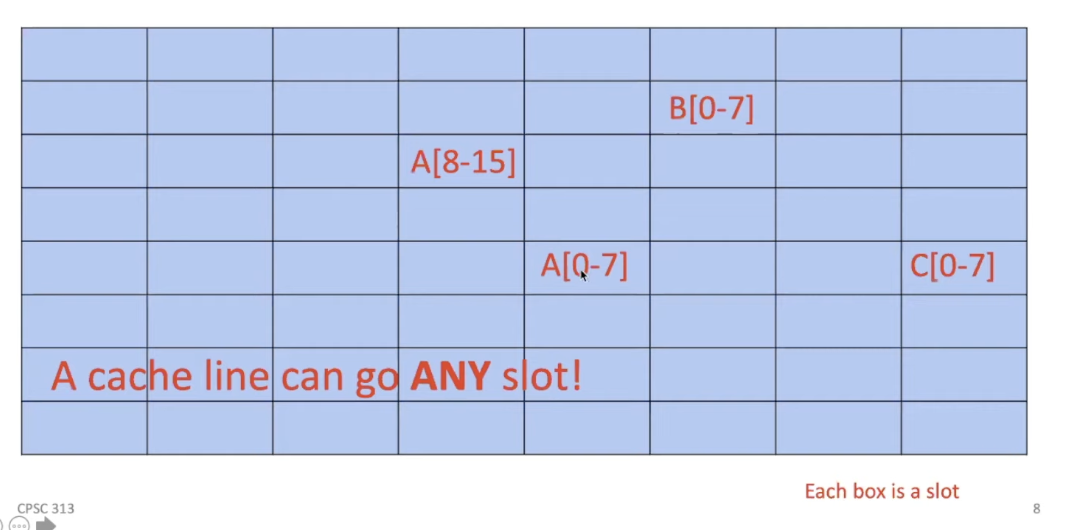 B[0-7]
A[8-15]
A[0-7]
C[0-7]
A cache line can go ANY slot!
Each box is a slot
CPSC 313
8